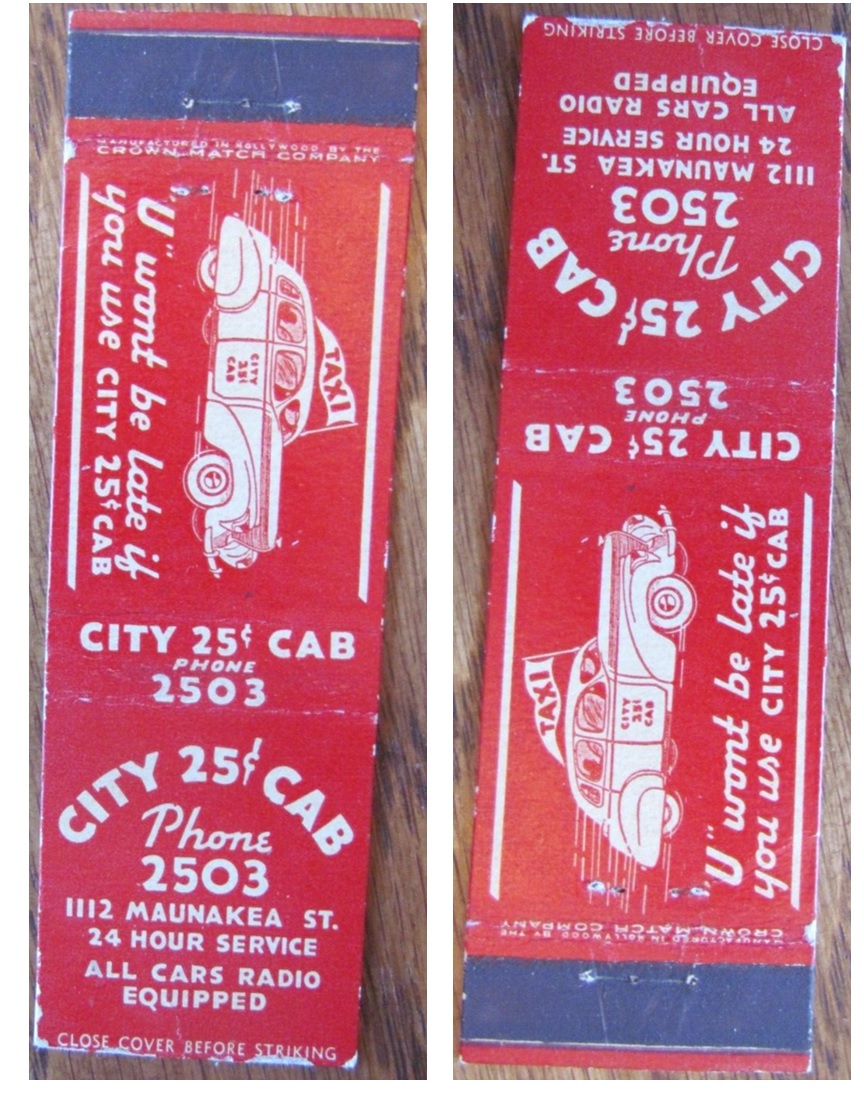 MANUFACTURED IN HOLLYWOOD BY THE
CROWN MATCH COMPANY
"U" wont be late if
you use CITY 25¢ CAB
TAXI
CITY
25¢
CAB
CITY 25¢ CAB
PHONE
2503
CITY 25¢ CAB
Phone
2503
1112 MAUNAKEA ST.
24 HOUR SERVICE
ALL CARS RADIO
EQUIPPED
CLOSE COVER BEFORE STRIKING
CLOSE COVER BEFORE STRIKING
ALL CARS RADIO
EQUIPPED
24 HOUR SERVICE
1112 MAUNAKEA ST.
2503
Phone
CITY 25¢ CAB
CITY 25¢ CAB
PHONE
2503
"U" wont be late if
you use CITY 25¢ CAB
TAXI
CITY
25¢
CAB
MANUFACTURED IN HOLLYWOOD BY THE
CROWN MATCH COMPANY